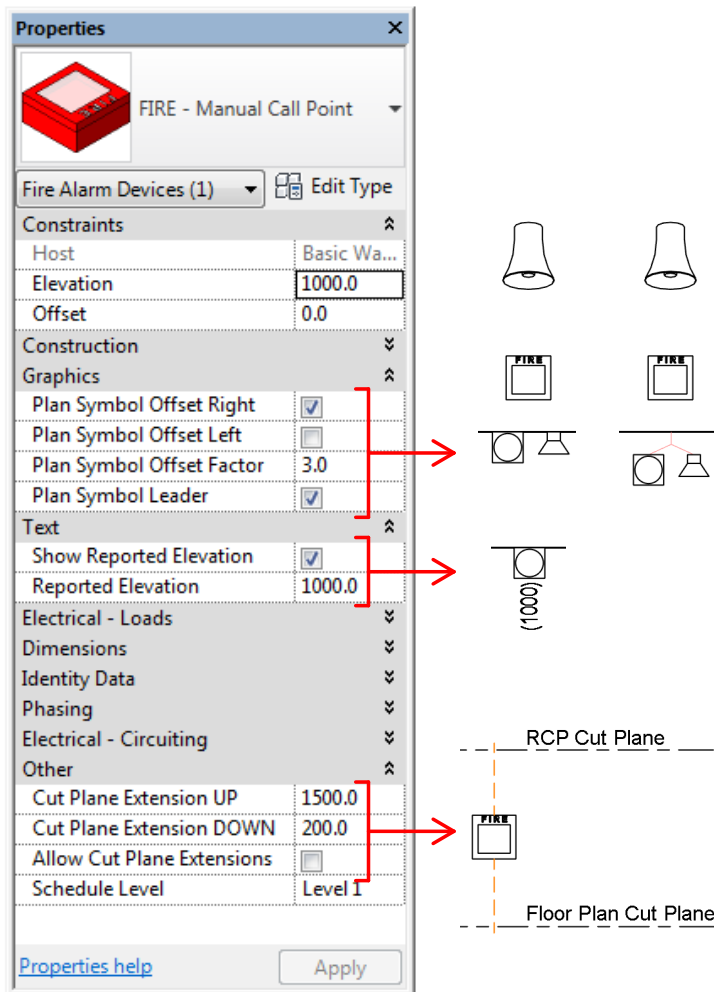 Properties
FIRE - Manual Call Point
Fire Alarm Devices (1) Edit Type
Constraints
Host Basic Wa...
Elevation 1000.0
Offset 0.0
Construction
Graphics
Plan Symbol Offset Right
Plan Symbol Offset Left
Plan Symbol Offset Factor 3.0
Plan Symbol Leader
Text
Show Reported Elevation
Reported Elevation 1000.0
Electrical - Loads
Dimensions
Identity Data
Phasing
Electrical - Circuiting
Other
Cut Plane Extension UP 1500.0
Cut Plane Extension DOWN 200.0
Allow Cut Plane Extensions
Schedule Level Level 1
Properties help Apply
FIRE
FIRE FIRE
(1000)
RCP Cut Plane
FIRE
Floor Plan Cut Plane